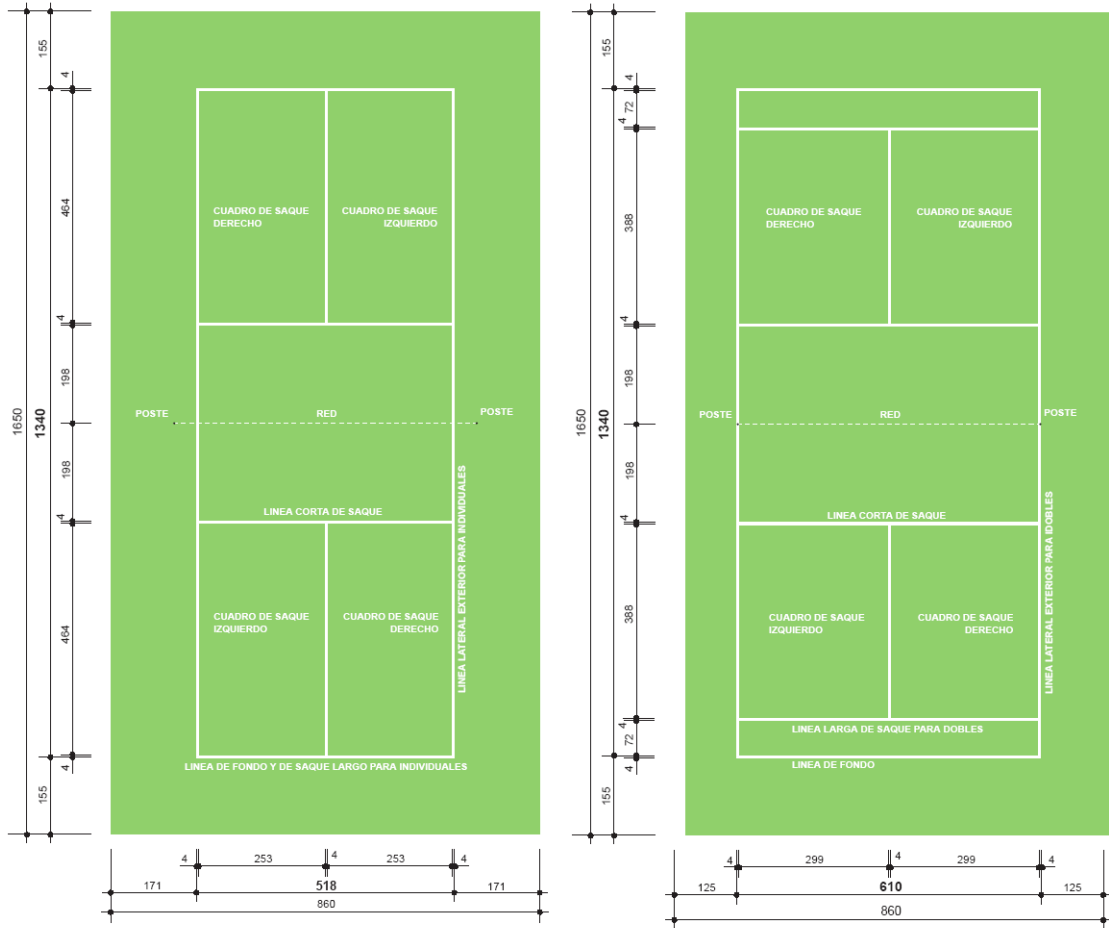 155
4
464
4
198
198
4
464
4
155
1650
1340
CUADRO DE SAQUE
DERECHO
CUADRO DE SAQUE
IZQUIERDO
POSTE
RED
POSTE
LINEA CORTA DE SAQUE
LINEA LATERAL EXTERIOR PARA INDIVIDUALES
CUADRO DE SAQUE
IZQUIERDO
CUADRO DE SAQUE
DERECHO
LINEA DE FONDO Y DE SAQUE LARGO PARA INDIVIDUALES
4
253
4
253
4
171
518
171
860
155
4
72
4
388
4
198
198
4
388
4
72
4
155
1650
1340
CUADRO DE SAQUE
DERECHO
CUADRO DE SAQUE
IZQUIERDO
POSTE
RED
POSTE
LINEA CORTA DE SAQUE
LINEA LATERAL EXTERIOR PARA IDOBLES
CUADRO DE SAQUE
IZQUIERDO
CUADRO DE SAQUE
DERECHO
LINEA LARGA DE SAQUE PARA DOBLES
LINEA DE FONDO
4
299
4
299
4
125
610
125
860